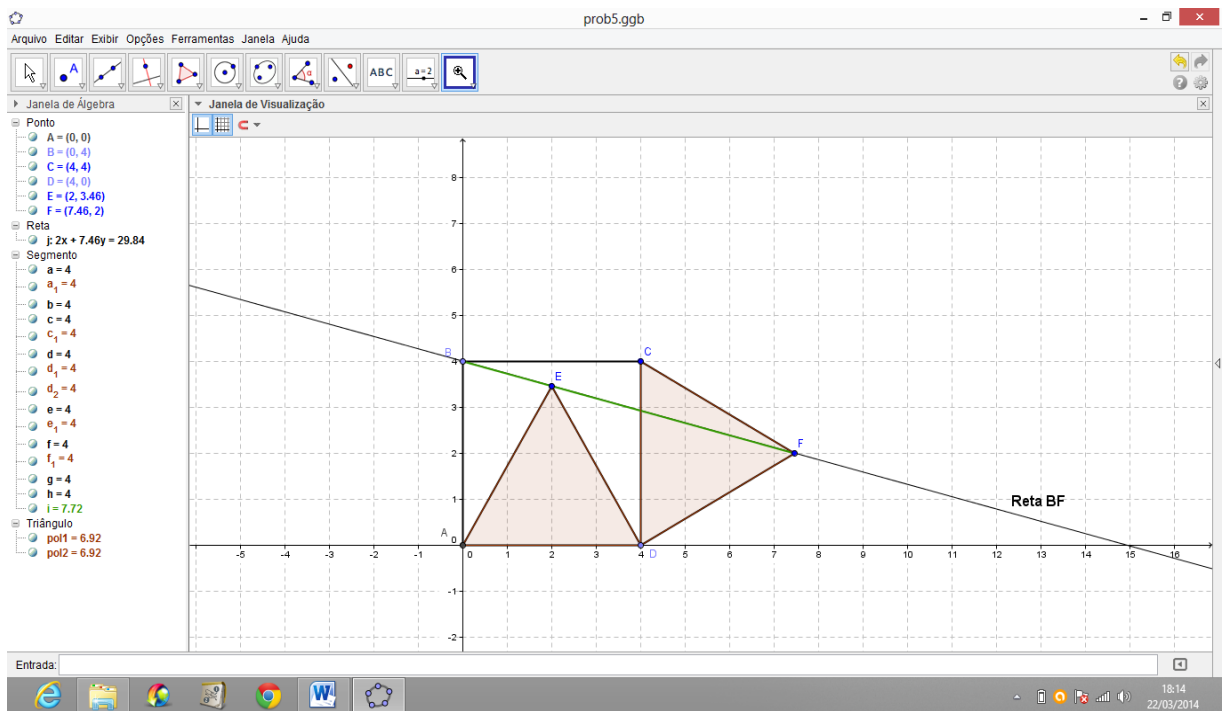 prob5.ggb
Arquivo Editar Exibir Opções Ferramentas Janela Ajuda
A
α
ABC
a=2
Janela de Álgebra
Janela de Visualização
Ponto
A = (0, 0)
B = (0, 4)
C = (4, 4)
D = (4, 0)
E = (2, 3.46)
F = (7.46, 2)
Reta
j: 2x + 7.46y = 29.84
Segmento
a = 4
a₁ = 4
b = 4
c = 4
c₁ = 4
d = 4
d₁ = 4
d₂ = 4
e = 4
e₁ = 4
f = 4
f₁ = 4
g = 4
h = 4
i = 7.72
Triângulo
pol1 = 6.92
pol2 = 6.92
8
7
6
5
B 4 C
E
3
2 F
1 Reta BF
A 0
-5 -4 -3 -2 -1 0 1 2 3 4 D 5 6 7 8 9 10 11 12 13 14 15 16
-1
-2
Entrada:
W
18:14
22/03/2014